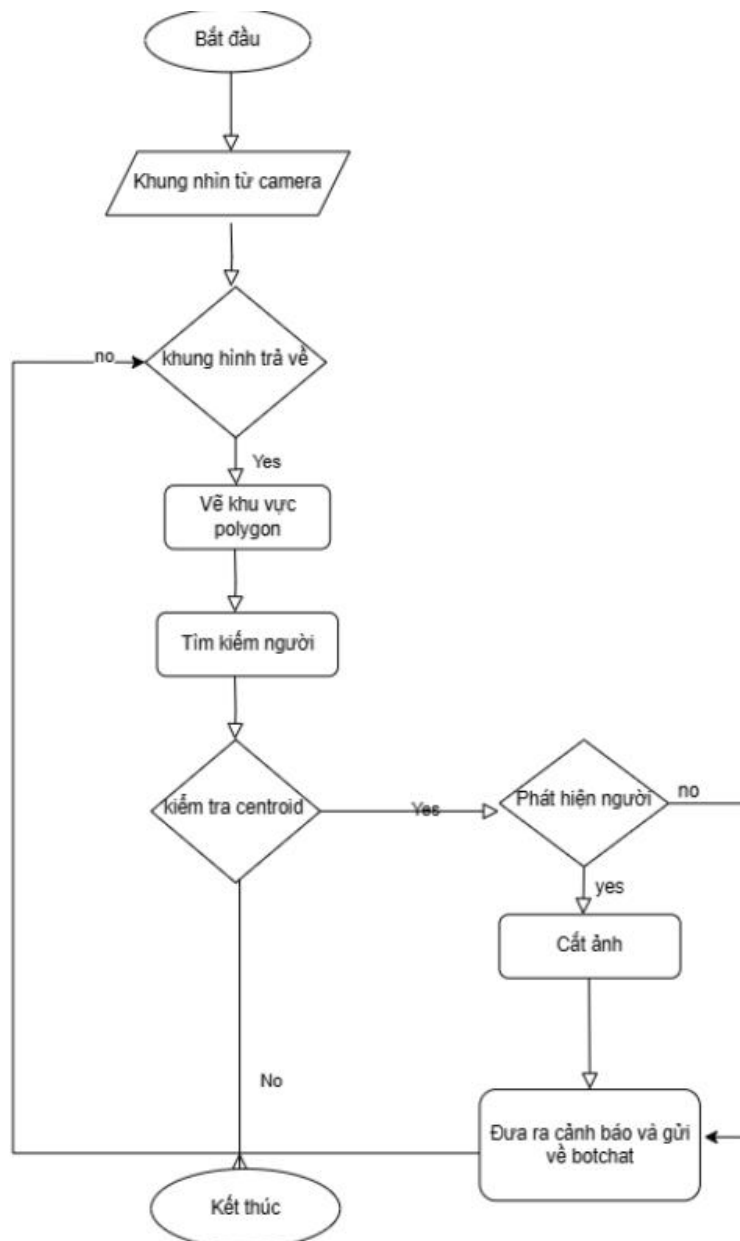 Bắt đầu
Khung nhìn từ camera
no
khung hình trả về
Yes
Vẽ khu vực
polygon
Tìm kiếm người
kiểm tra centroid
Yes
Phát hiện người
no
yes
Cắt ảnh
No
Đưa ra cảnh báo và gửi
về botchat
Kết thúc